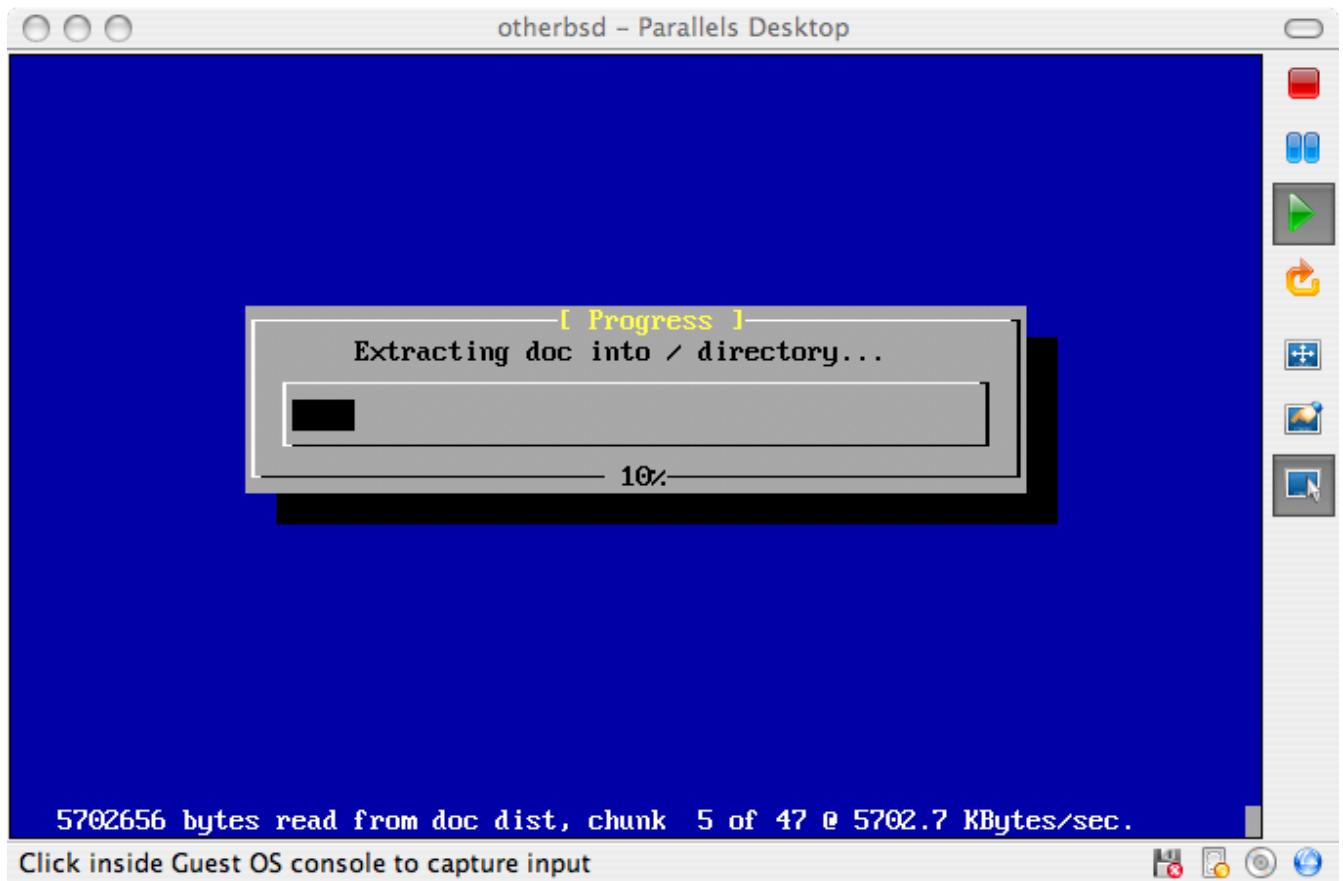 otherbsd – Parallels Desktop
[ Progress ]
Extracting doc into / directory...
10%
5702656 bytes read from doc dist, chunk  5 of 47 @ 5702.7 KBytes/sec.
Click inside Guest OS console to capture input